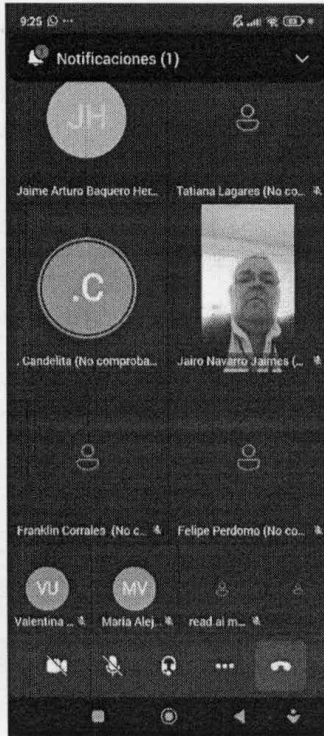 9:25
Notificaciones (1)
JH
Jaime Arturo Baquero Her...
Tatiana Lagares (No co...
.C
. Candelita (No comproba...
Jairo Navarro Jaimes (...
Franklin Corrales (No c...
Felipe Perdomo (No co...
VU
MV
Valentina ...
Maria Alej...
read ai m...